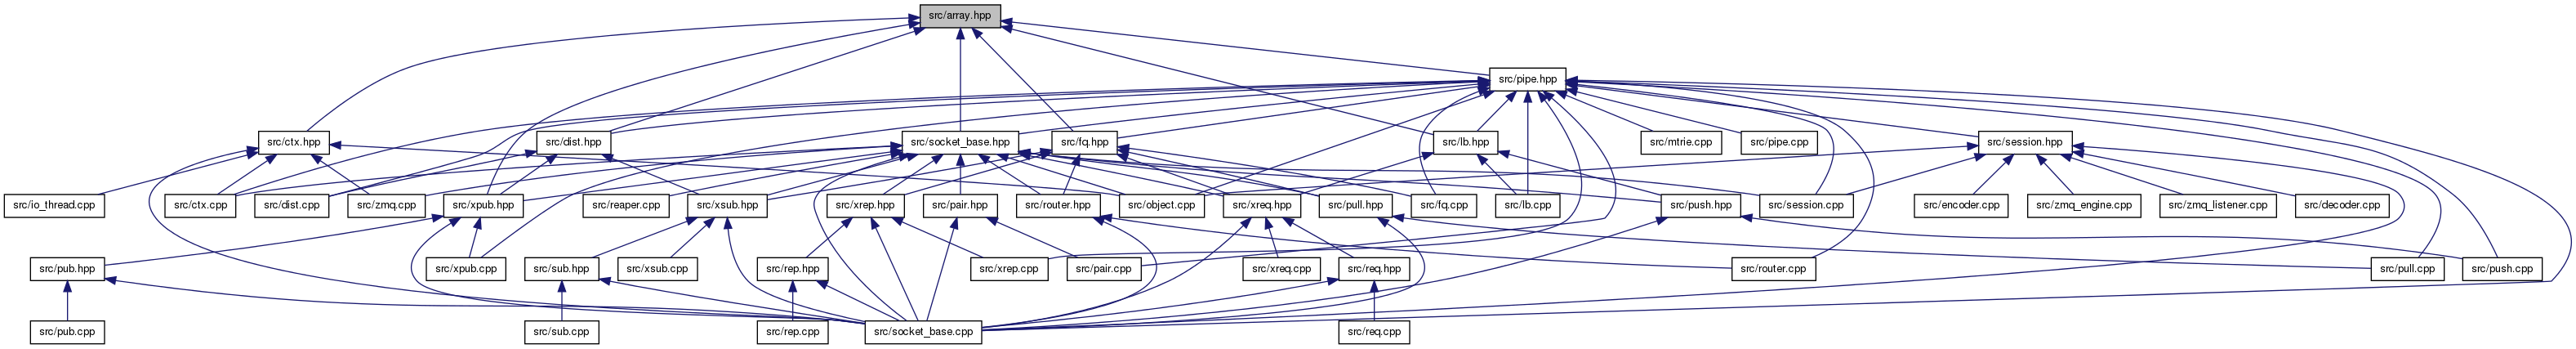 src/array.hpp
src/pipe.hpp
src/ctx.hpp
src/dist.hpp
src/socket_base.hpp
src/fq.hpp
src/lb.hpp
src/mtrie.cpp
src/pipe.cpp
src/session.hpp
src/io_thread.cpp
src/ctx.cpp
src/dist.cpp
src/zmq.cpp
src/xpub.hpp
src/reaper.cpp
src/xsub.hpp
src/xrep.hpp
src/pair.hpp
src/router.hpp
src/object.cpp
src/xreq.hpp
src/pull.hpp
src/fq.cpp
src/lb.cpp
src/push.hpp
src/session.cpp
src/encoder.cpp
src/zmq_engine.cpp
src/zmq_listener.cpp
src/decoder.cpp
src/pub.hpp
src/xpub.cpp
src/sub.hpp
src/xsub.cpp
src/rep.hpp
src/xrep.cpp
src/pair.cpp
src/xreq.cpp
src/req.hpp
src/router.cpp
src/pull.cpp
src/push.cpp
src/pub.cpp
src/sub.cpp
src/rep.cpp
src/socket_base.cpp
src/req.cpp